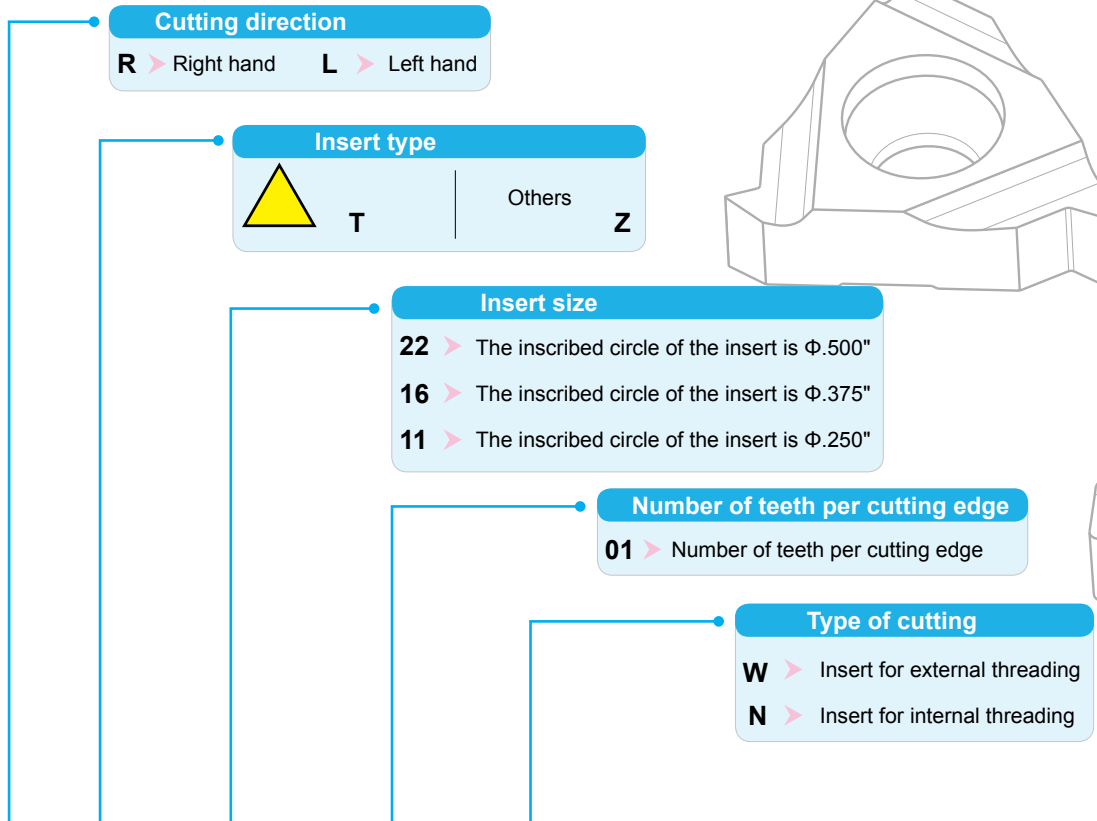 Cutting direction
R Right hand L Left hand
Insert type
T
Others
Z
Insert size
22 The inscribed circle of the insert is Φ.500"
16 The inscribed circle of the insert is Φ.375"
11 The inscribed circle of the insert is Φ.250"
Number of teeth per cutting edge
01 Number of teeth per cutting edge
Type of cutting
W Insert for external threading
N Insert for internal threading